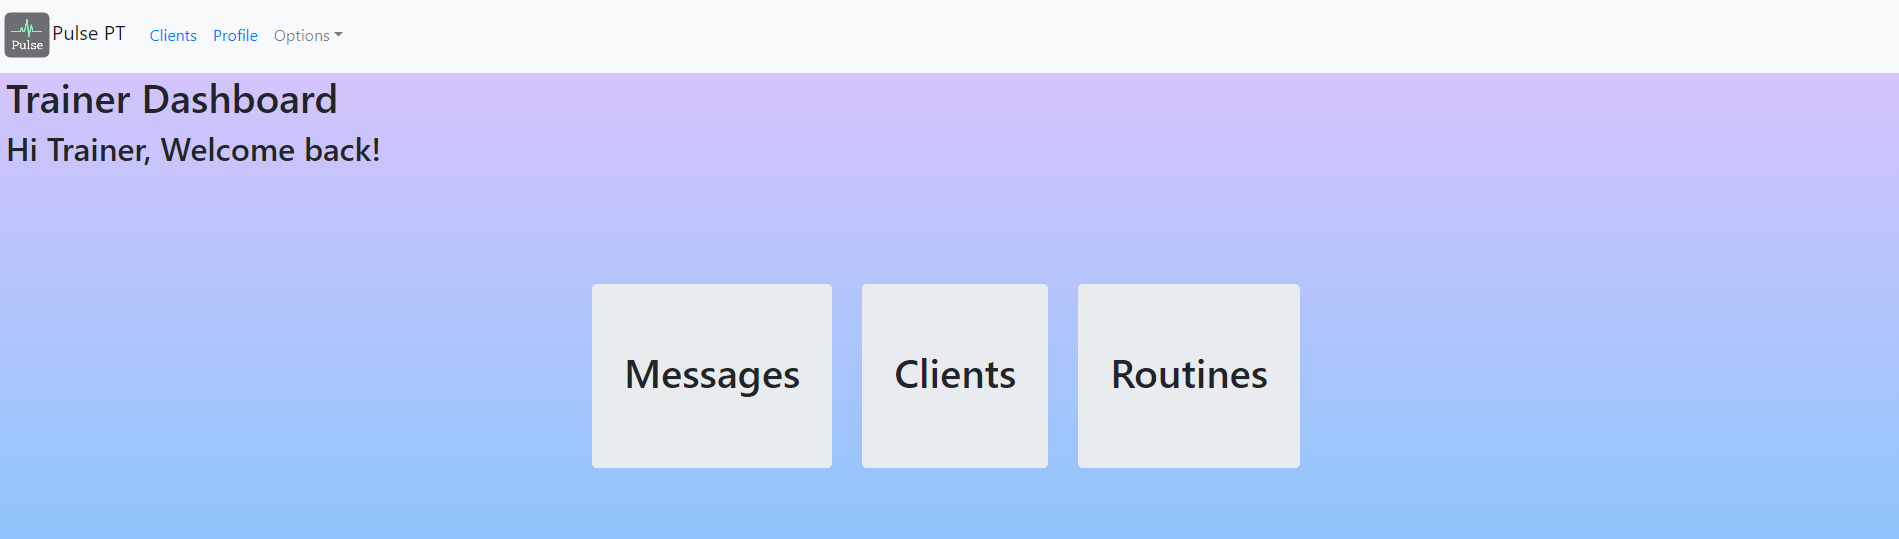 Pulse Pulse PT Clients Profile Options
Trainer Dashboard
Hi Trainer, Welcome back!
Messages Clients Routines